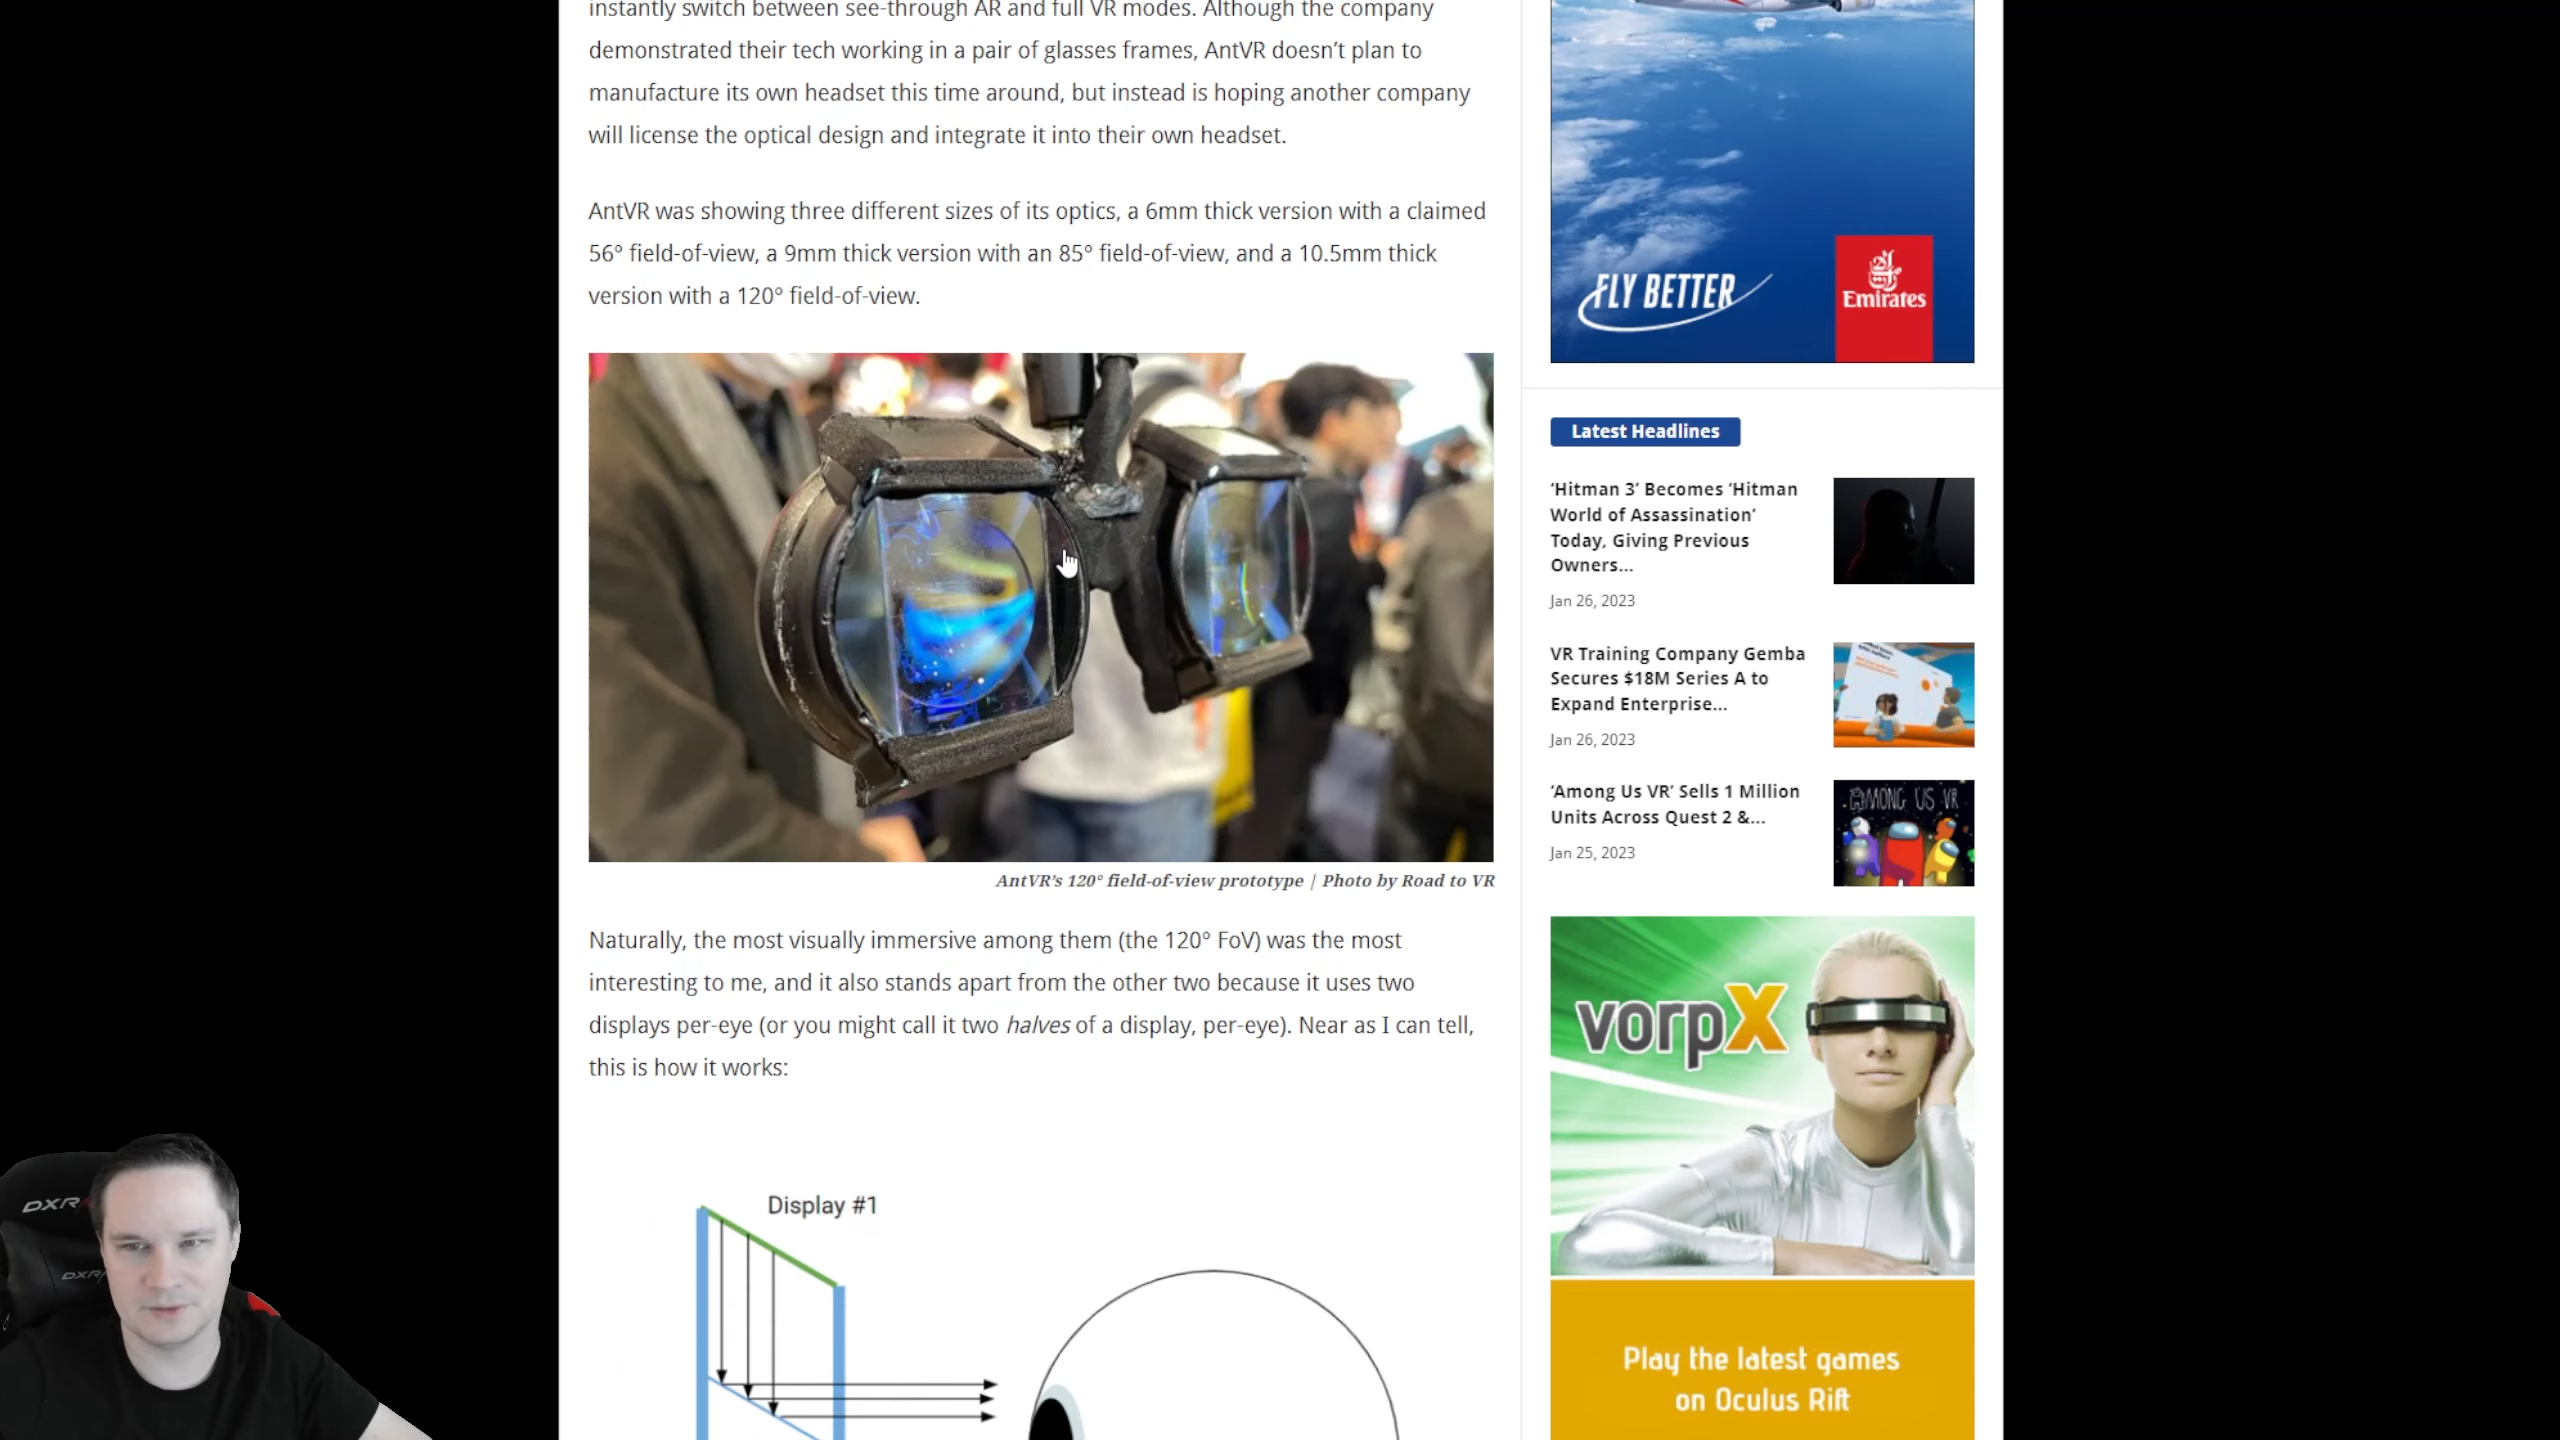 instantly switch between see-through AR and full VR modes. Although the company
demonstrated their tech working in a pair of glasses frames, AntVR doesn’t plan to
manufacture its own headset this time around, but instead is hoping another company
will license the optical design and integrate it into their own headset.
AntVR was showing three different sizes of its optics, a 6mm thick version with a claimed
56° field-of-view, a 9mm thick version with an 85° field-of-view, and a 10.5mm thick
version with a 120° field-of-view.
AntVR’s 120° field-of-view prototype | Photo by Road to VR
Naturally, the most visually immersive among them (the 120° FoV) was the most
interesting to me, and it also stands apart from the other two because it uses two
displays per-eye (or you might call it two halves of a display, per-eye). Near as I can tell,
this is how it works:
Display #1
FLY BETTER
Emirates
Latest Headlines
‘Hitman 3’ Becomes ‘Hitman
World of Assassination’
Today, Giving Previous
Owners...
Jan 26, 2023
VR Training Company Gemba
Secures $18M Series A to
Expand Enterprise...
Jan 26, 2023
‘Among Us VR’ Sells 1 Million
Units Across Quest 2 &...
Jan 25, 2023
AMONG US VR
vorpX
Play the latest games
on Oculus Rift
DXR
DXR